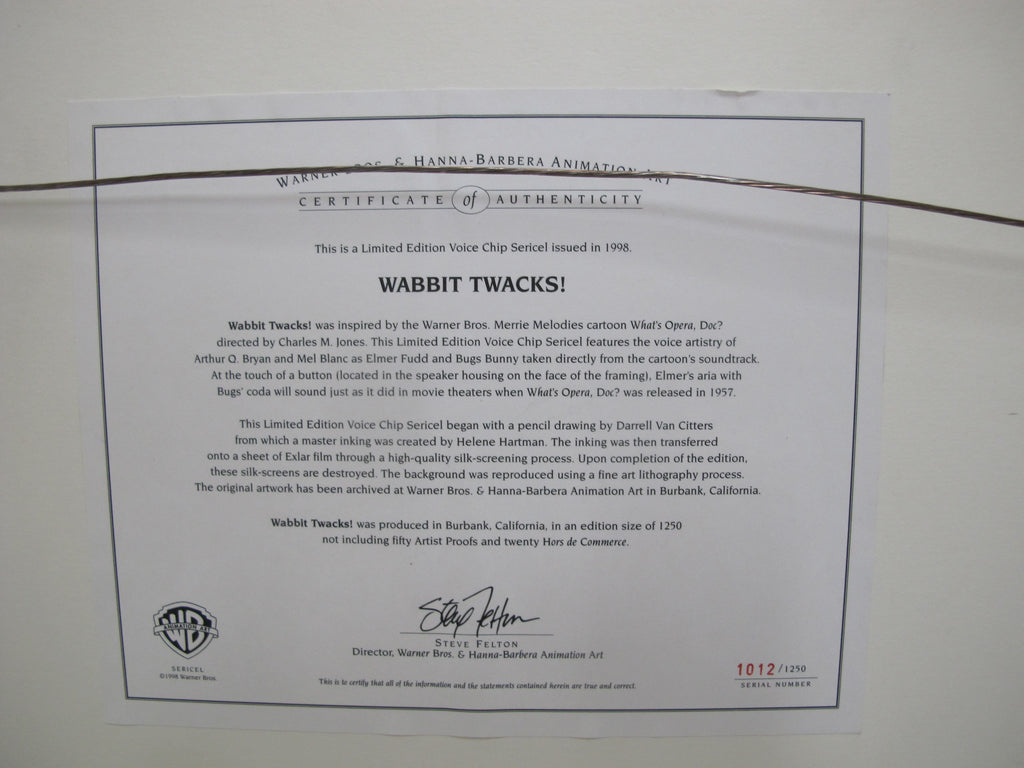 WARNER BROS. & HANNA-BARBERA ANIMATION ART
CERTIFICATE of AUTHENTICITY
This is a Limited Edition Voice Chip Sericel issued in 1998.
WABBIT TWACKS!
Wabbit Twacks! was inspired by the Warner Bros. Merrie Melodies cartoon What's Opera, Doc?
directed by Charles M. Jones. This Limited Edition Voice Chip Sericel features the voice artistry of
Arthur Q. Bryan and Mel Blanc as Elmer Fudd and Bugs Bunny taken directly from the cartoon's soundtrack.
At the touch of a button (located in the speaker housing on the face of the framing), Elmer's aria with
Bugs' coda will sound just as it did in movie theaters when What's Opera, Doc? was released in 1957.
This Limited Edition Voice Chip Sericel began with a pencil drawing by Darrell Van Citters
from which a master inking was created by Helene Hartman. The inking was then transferred
onto a sheet of Exlar film through a high-quality silk-screening process. Upon completion of the edition,
these silk-screens are destroyed. The background was reproduced using a fine art lithography process.
The original artwork has been archived at Warner Bros. & Hanna-Barbera Animation Art in Burbank, California.
Wabbit Twacks! was produced in Burbank, California, in an edition size of 1250
not including fifty Artist Proofs and twenty Hors de Commerce.
Steve Felton
STEVE FELTON
Director, Warner Bros. & Hanna-Barbera Animation Art
WB
ANIMATION ART
SERICEL
©1998 Warner Bros.
This is to certify that all of the information and the statements contained herein are true and correct.
1012/1250
SERIAL NUMBER